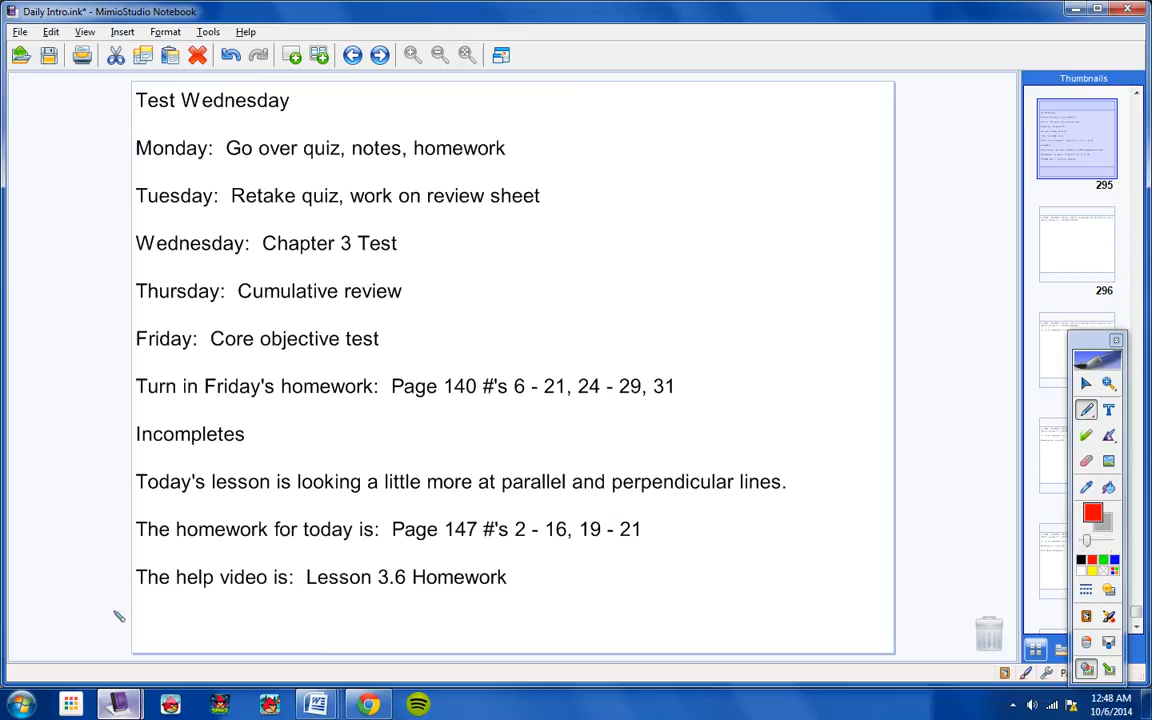 Daily Intro.ink* - MimioStudio Notebook
File Edit View Insert Format Tools Help
Test Wednesday
Monday: Go over quiz, notes, homework
Tuesday: Retake quiz, work on review sheet
Wednesday: Chapter 3 Test
Thursday: Cumulative review
Friday: Core objective test
Turn in Friday's homework: Page 140 #'s 6 - 21, 24 - 29, 31
Incompletes
Today's lesson is looking a little more at parallel and perpendicular lines.
The homework for today is: Page 147 #'s 2 - 16, 19 - 21
The help video is: Lesson 3.6 Homework
Thumbnails
295
296
12:48 AM
10/6/2014